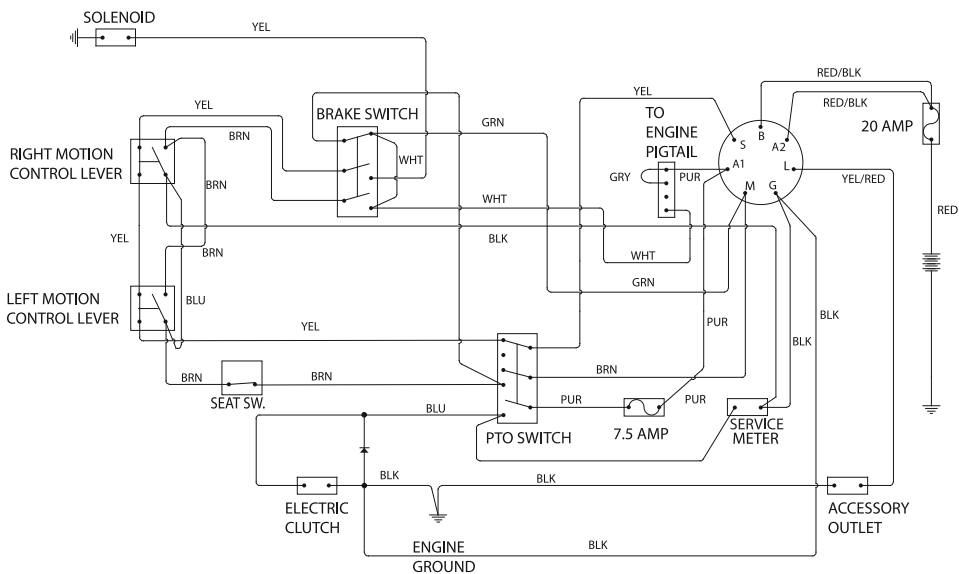 SOLENOID
YEL
RED/BLK
YEL
RED/BLK
YEL
BRAKE SWITCH
GRN
TO
ENGINE
PIGTAIL
20 AMP
BRN
B
S
A2
RIGHT MOTION
CONTROL LEVER
WHT
GRY
PUR
A1
L
YEL/RED
BRN
M
G
WHT
RED
YEL
BLK
BRN
WHT
GRN
LEFT MOTION
CONTROL LEVER
BLU
BLK
YEL
PUR
BLK
BRN
BRN
BRN
SEAT SW.
BLU
PUR
PUR
PTO SWITCH
7.5 AMP
SERVICE
METER
BLK
BLK
ELECTRIC
CLUTCH
ACCESSORY
OUTLET
ENGINE
GROUND
BLK